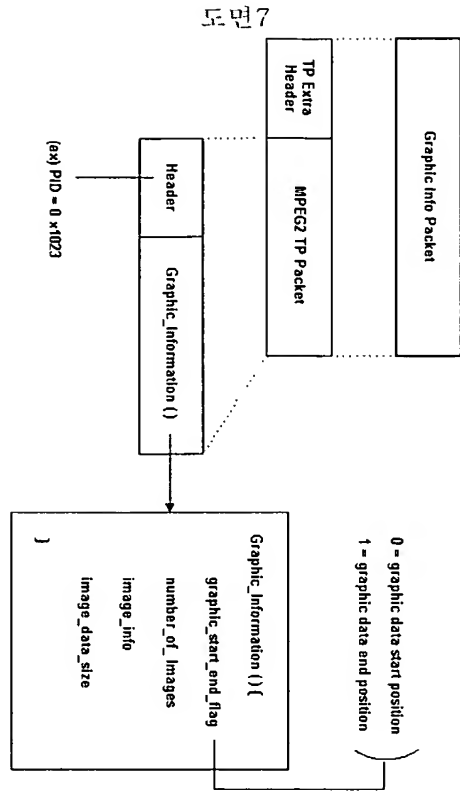 도면7
Graphic Info Packet
TP Extra
Header
MPEG2 TP Packet
Header
Graphic_Information ()
(ex) PID = 0 x1023
0 = graphic data start position
1 = graphic data end position
Graphic_Information () {
graphic_start_end_flag
number_of_Images
image_info
image_data_size
}